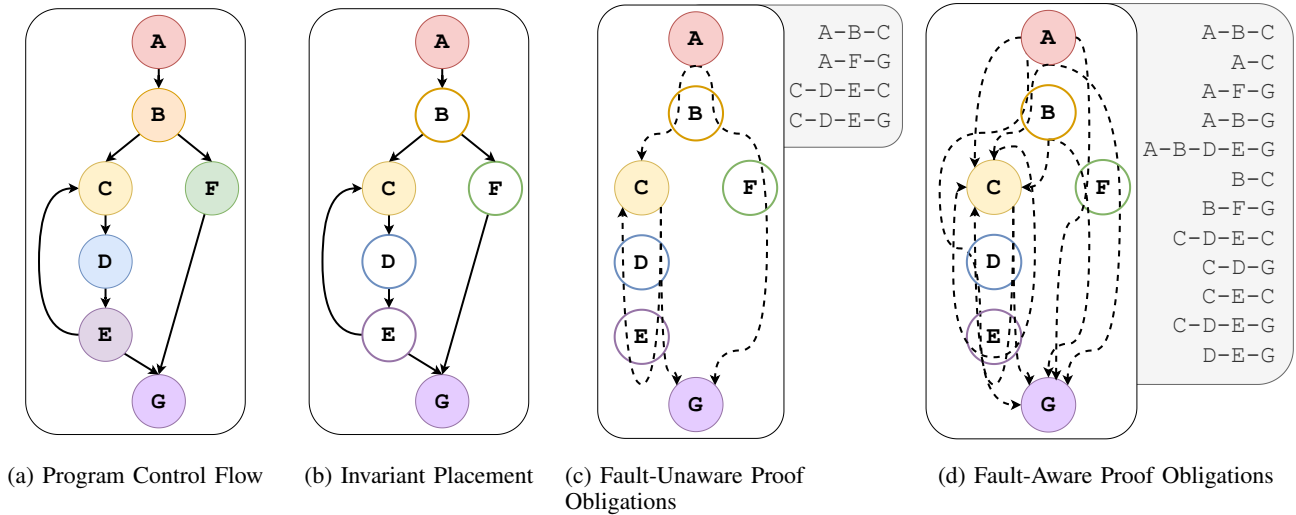 A
B
C
F
D
E
G
(a) Program Control Flow
A
B
C
F
D
E
G
(b) Invariant Placement
A
B
C
F
D
E
G
A-B-C
A-F-G
C-D-E-C
C-D-E-G
(c) Fault-Unaware Proof
Obligations
A
B
C
F
D
E
G
A-B-C
A-C
A-F-G
A-B-G
A-B-D-E-G
B-C
B-F-G
C-D-E-C
C-D-G
C-E-C
C-D-E-G
D-E-G
(d) Fault-Aware Proof Obligations